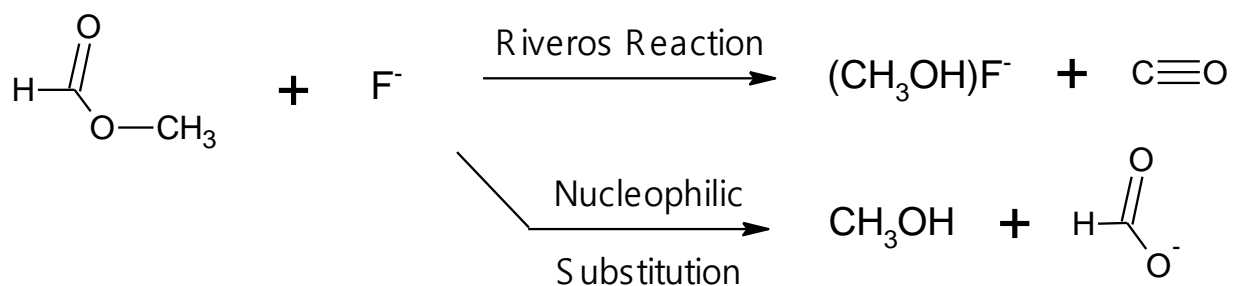 H O O—CH₃ + F⁻ Riveros Reaction (CH₃OH)F⁻ + C≡O
Nucleophilic Substitution CH₃OH + H O O⁻